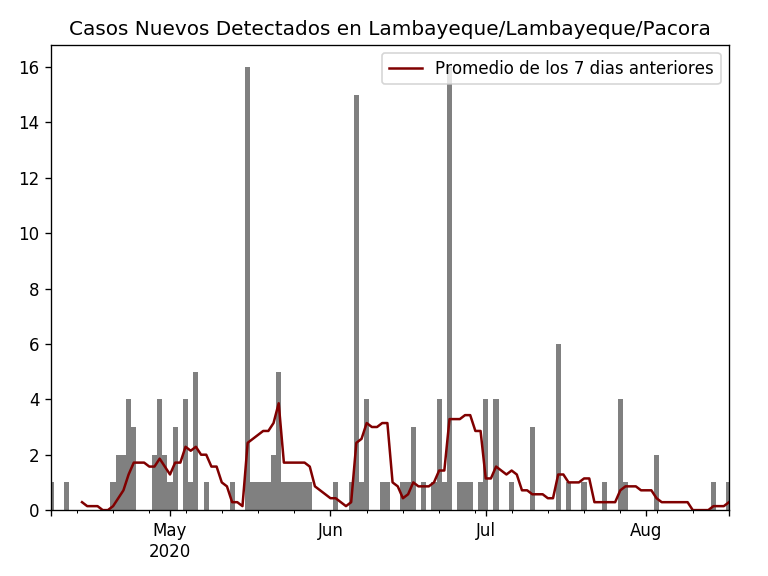 Casos Nuevos Detectados en Lambayeque/Lambayeque/Pacora
Promedio de los 7 dias anteriores
16
14
12
10
8
6
4
2
0
May
Jun
Jul
Aug
2020